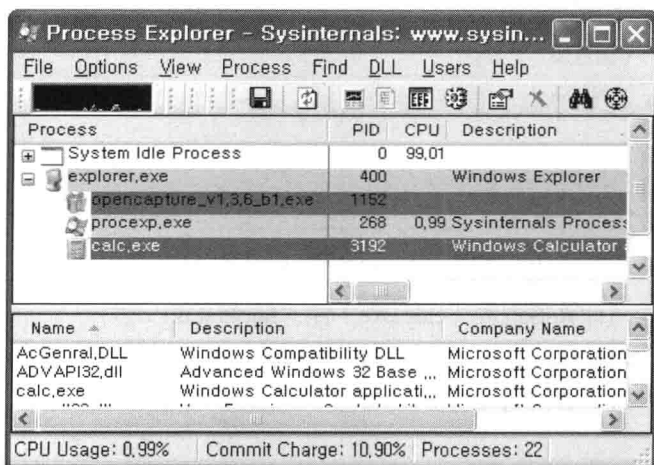 Process Explorer - Sysinternals: www.sysin...
File Options View Process Find DLL Users Help
Process PID CPU Description
System Idle Process 0 99,01
explorer,exe 400 Windows Explorer
opencapture_v1,3,6_b1,exe 1152
procexp,exe 268 0,99 Sysinternals Process
calc,exe 3192 Windows Calculator
Name Description Company Name
AcGenral,DLL Windows Compatibility DLL Microsoft Corporation
ADVAPI32,dll Advanced Windows 32 Base ,,, Microsoft Corporation
calc,exe Windows Calculator applicati,,, Microsoft Corporation
CPU Usage: 0,99% Commit Charge: 10,90% Processes: 22